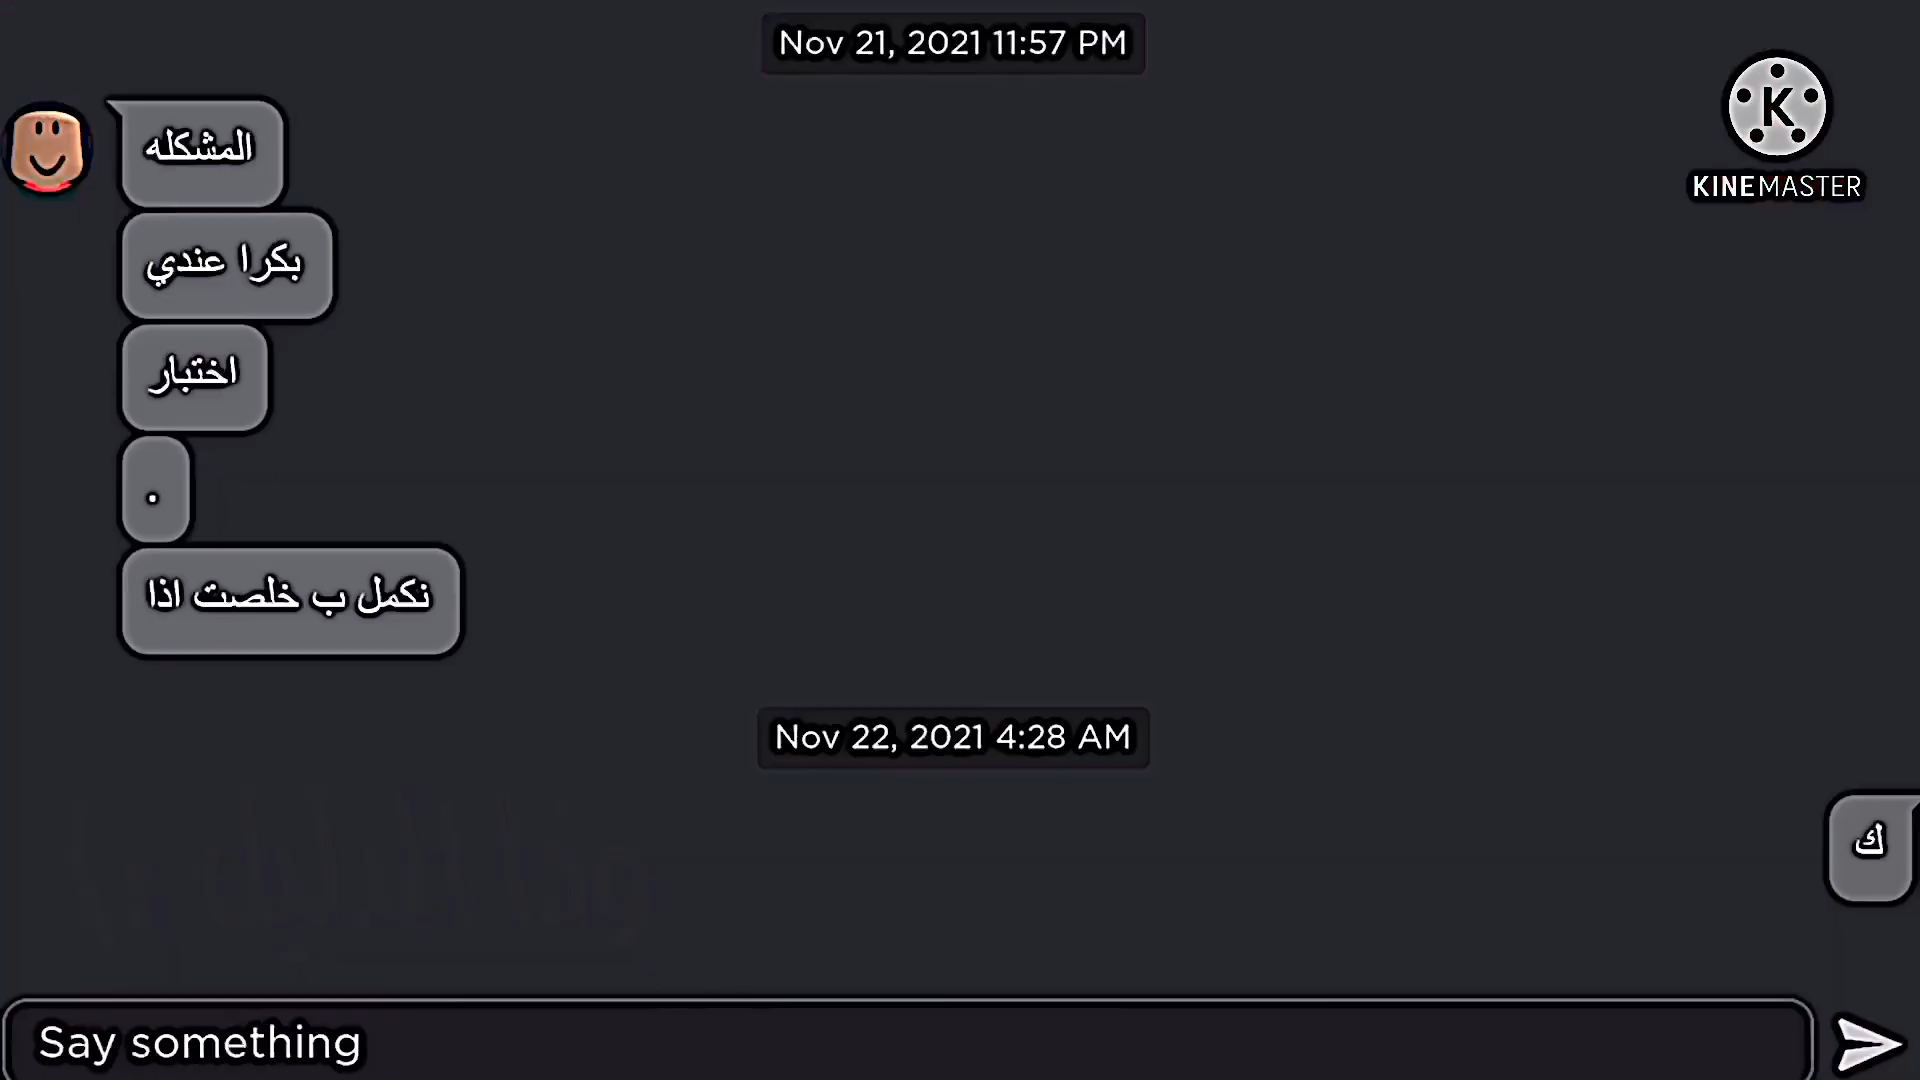 Nov 21, 2021 11:57 PM
K
KINEMASTER
المشكله
بكرا عندي
اختبار
.
نكمل ب خلصت اذا
Nov 22, 2021 4:28 AM
ك
Say something